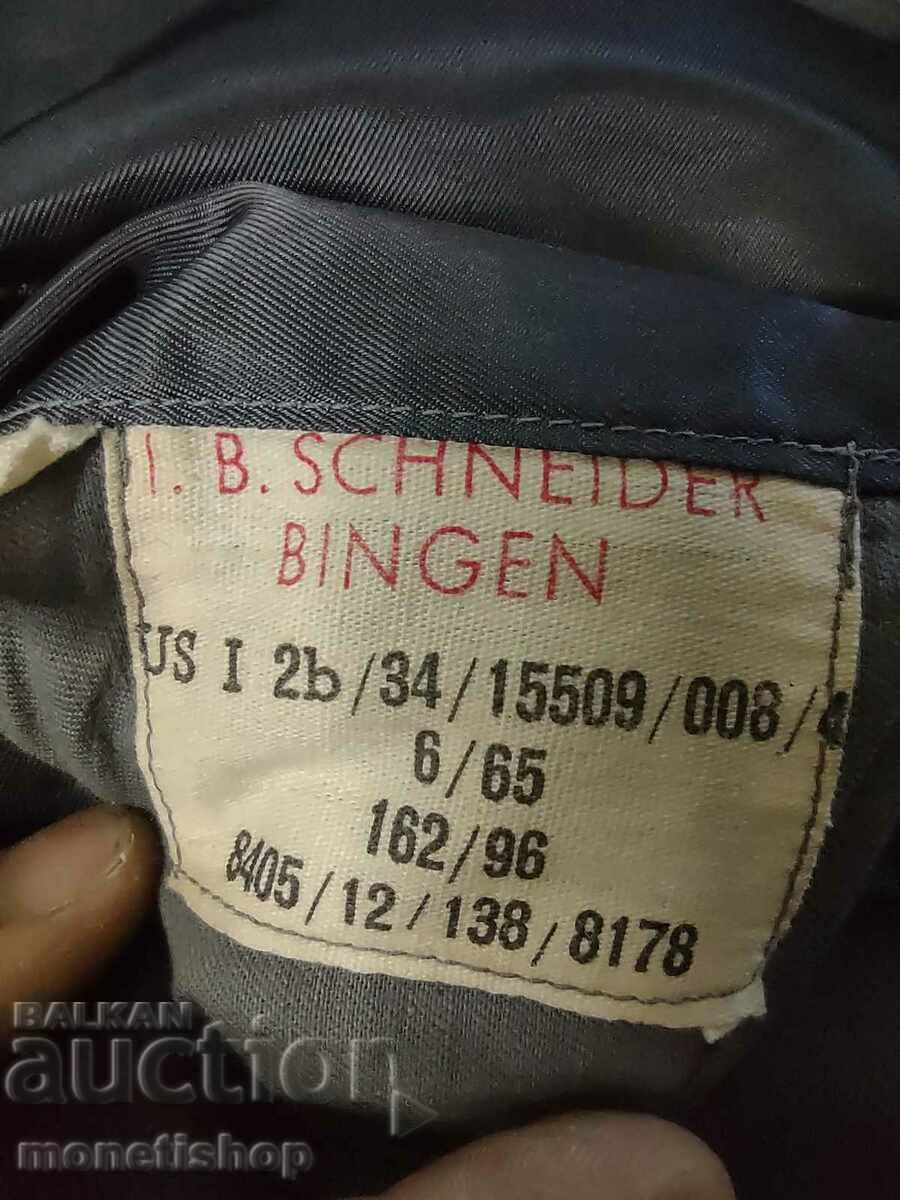 I. B. SCHNEIDER
BINGEN
US I 2b/34/15509/008/
6/65
162/96
8405/12/138/8178
BALKAN
auction
monetishop